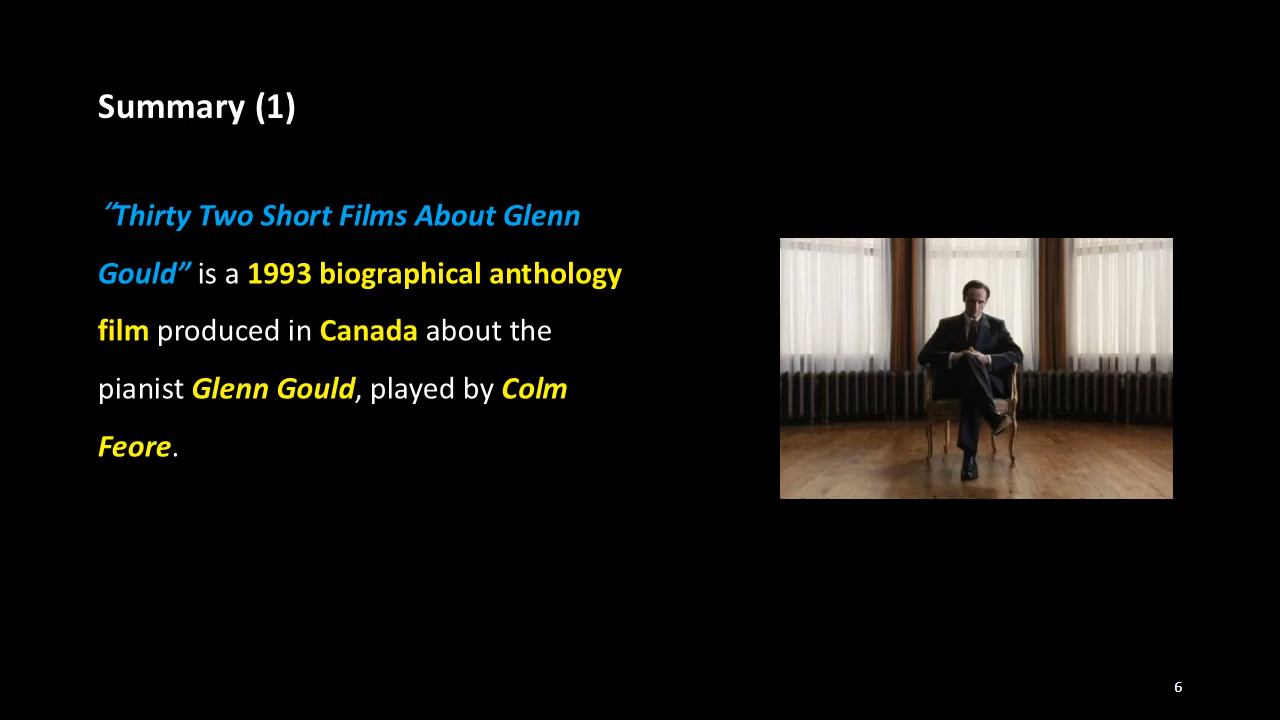 Summary (1)
“Thirty Two Short Films About Glenn
Gould” is a 1993 biographical anthology
film produced in Canada about the
pianist Glenn Gould, played by Colm
Feore.
6